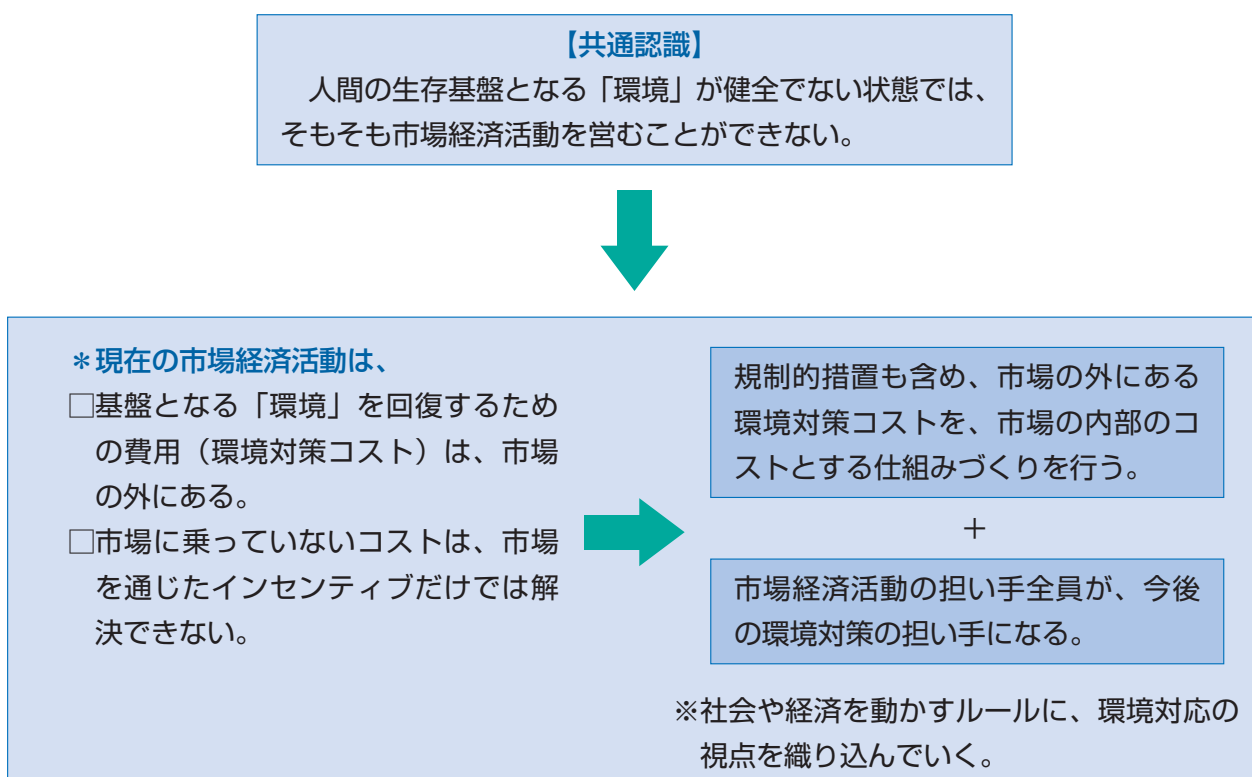 【共通認識】
人間の生存基盤となる「環境」が健全でない状態では、
そもそも市場経済活動を営むことができない。
＊現在の市場経済活動は、
□基盤となる「環境」を回復するため
の費用（環境対策コスト）は、市場
の外にある。
□市場に乗っていないコストは、市場
を通じたインセンティブだけでは解
決できない。
規制的措置も含め、市場の外にある
環境対策コストを、市場の内部のコ
ストとする仕組みづくりを行う。
＋
市場経済活動の担い手全員が、今後
の環境対策の担い手になる。
※社会や経済を動かすルールに、環境対応の
視点を織り込んでいく。